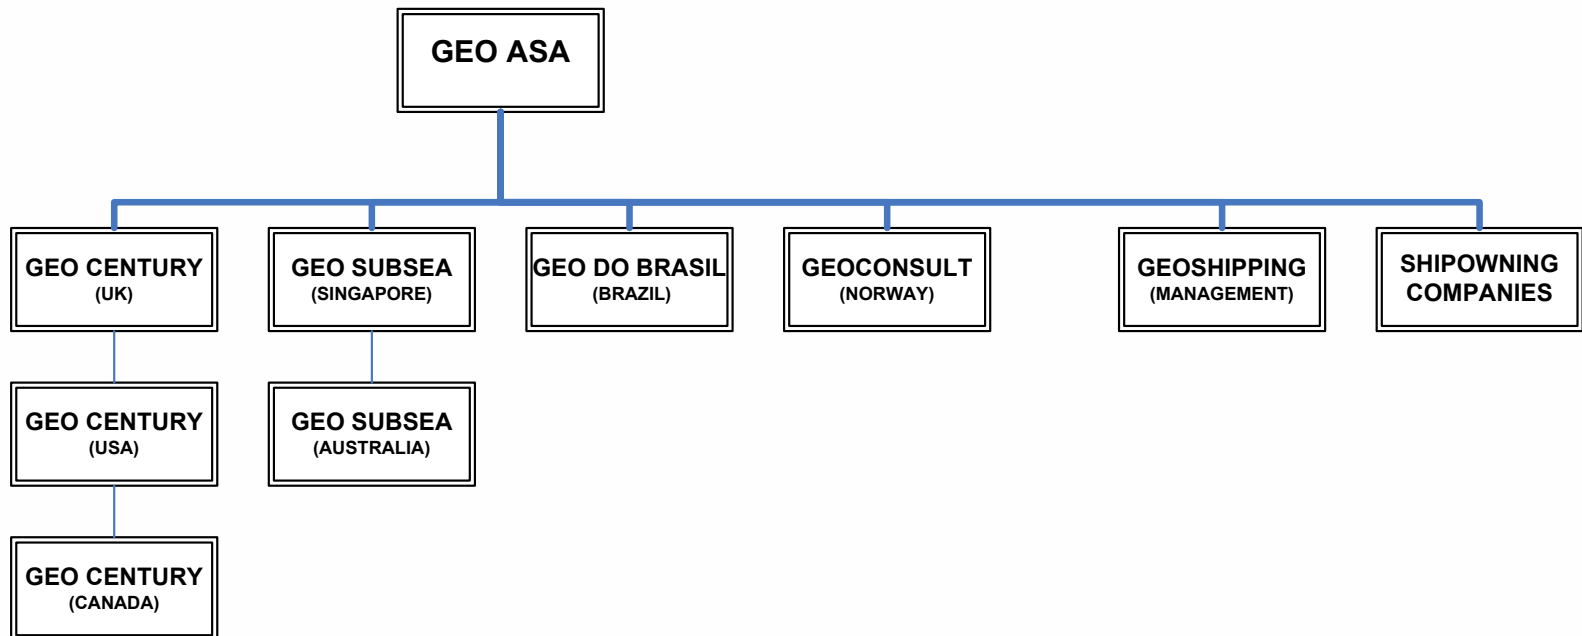 GEO ASA
GEO CENTURY
(UK)
GEO SUBSEA
(SINGAPORE)
GEO DO BRASIL
(BRAZIL)
GEOCONSULT
(NORWAY)
GEOSHIPPING
(MANAGEMENT)
SHIPOWNING
COMPANIES
GEO CENTURY
(USA)
GEO SUBSEA
(AUSTRALIA)
GEO CENTURY
(CANADA)